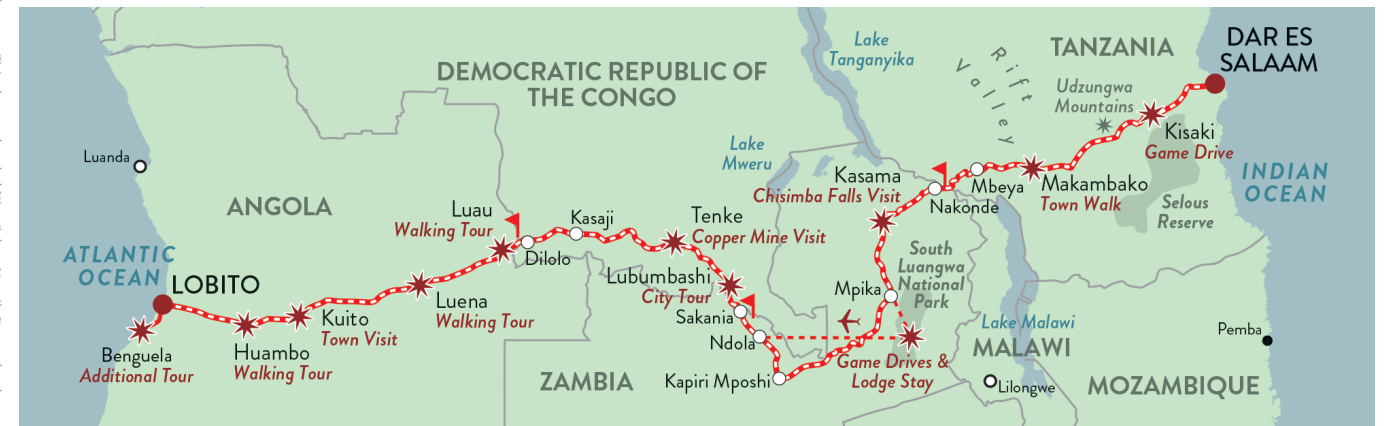 DAR ES
SALAAM
TANZANIA
Lake
Tanganyika
Rift
Valley
Udzungwa
Mountains
DEMOCRATIC REPUBLIC OF
THE CONGO
Kisaki
Game Drive
Luanda
Lake
Mweru
Kasama
Chisimba Falls Visit
Mbeya
Makambako
Town Walk
Nakonde
INDIAN
OCEAN
Selous
Reserve
ANGOLA
Luau
Walking Tour
Kasaji
Dilolo
Tenke
Copper Mine Visit
ATLANTIC
OCEAN
LOBITO
Lubumbashi
City Tour
South
Luangwa
National
Park
Mpika
Luena
Walking Tour
Kuito
Town Visit
Sakania
Ndola
Lake Malawi
MALAWI
Pemba
Benguela
Additional Tour
Huambo
Walking Tour
ZAMBIA
Kapiri Mposhi
Game Drives &
Lodge Stay
Lilongwe
MOZAMBIQUE